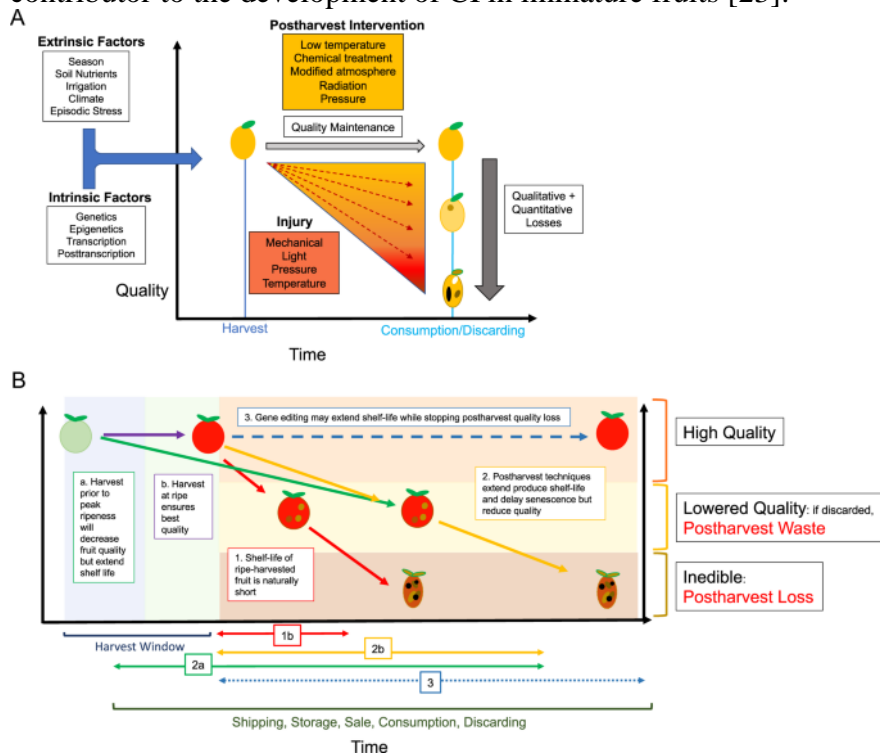 contributor to the development of CI in immature fruits [23].
A
Extrinsic Factors
Season
Soil Nutrients
Irrigation
Climate
Episodic Stress
Intrinsic Factors
Genetics
Epigenetics
Transcription
Posttranscription
Postharvest Intervention
Low temperature
Chemical treatment
Modified atmosphere
Radiation
Pressure
Quality Maintenance
Injury
Mechanical
Light
Pressure
Temperature
Qualitative +
Quantitative
Losses
Quality
Harvest
Consumption/Discarding
Time
B
3. Gene editing may extend shelf-life while stopping postharvest quality loss
a. Harvest
prior to
peak
ripeness
will
decrease
fruit quality
but extend
shelf life
b. Harvest
at ripe
ensures
best
quality
2. Postharvest techniques
extend produce shelf-life
and delay senescence but
reduce quality
1. Shelf-life of
ripe-harvested
fruit is naturally
short
High Quality
Lowered Quality: if discarded,
Postharvest Waste
Inedible:
Postharvest Loss
Harvest Window
1b
2b
2a
3
Shipping, Storage, Sale, Consumption, Discarding
Time